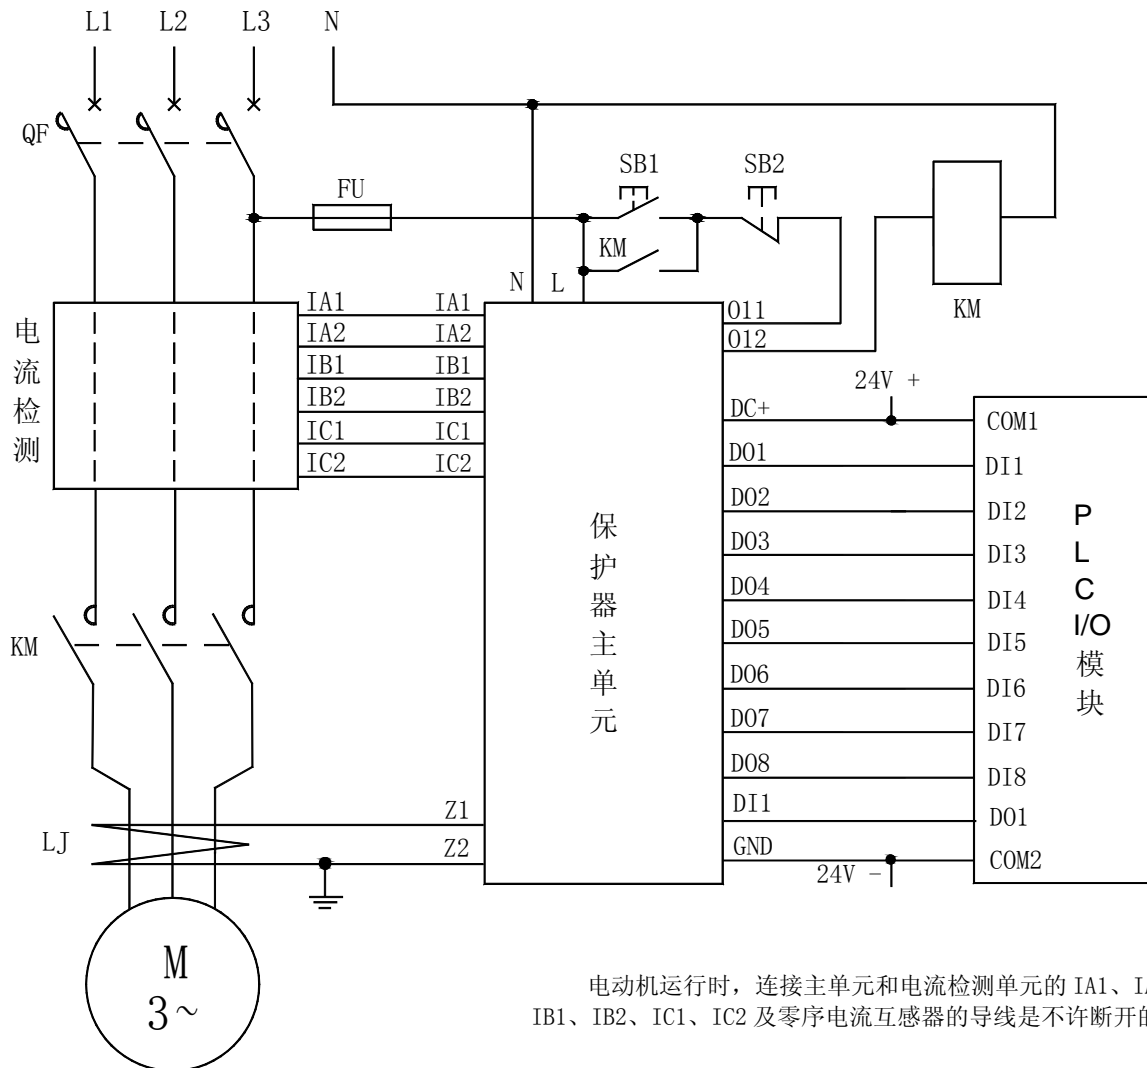 L1 L2 L3 N
QF
FU
SB1 SB2
KM
N L
KM
电流检测
IA1 IA1
IA2 IA2
IB1 IB1
IB2 IB2
IC1 IC1
IC2 IC2
O11
O12
24V +
DC+ COM1
DO1 DI1
DO2 DI2
DO3 DI3
DO4 DI4
DO5 DI5
DO6 DI6
DO7 DI7
DO8 DI8
DI1 DO1
GND COM2
24V -
保护器主单元
PLC I/O 模块
KM
LJ
Z1
Z2
M
3~
电动机运行时，连接主单元和电流检测单元的 IA1、
IB1、IB2、IC1、IC2 及零序电流互感器的导线是不许断开的